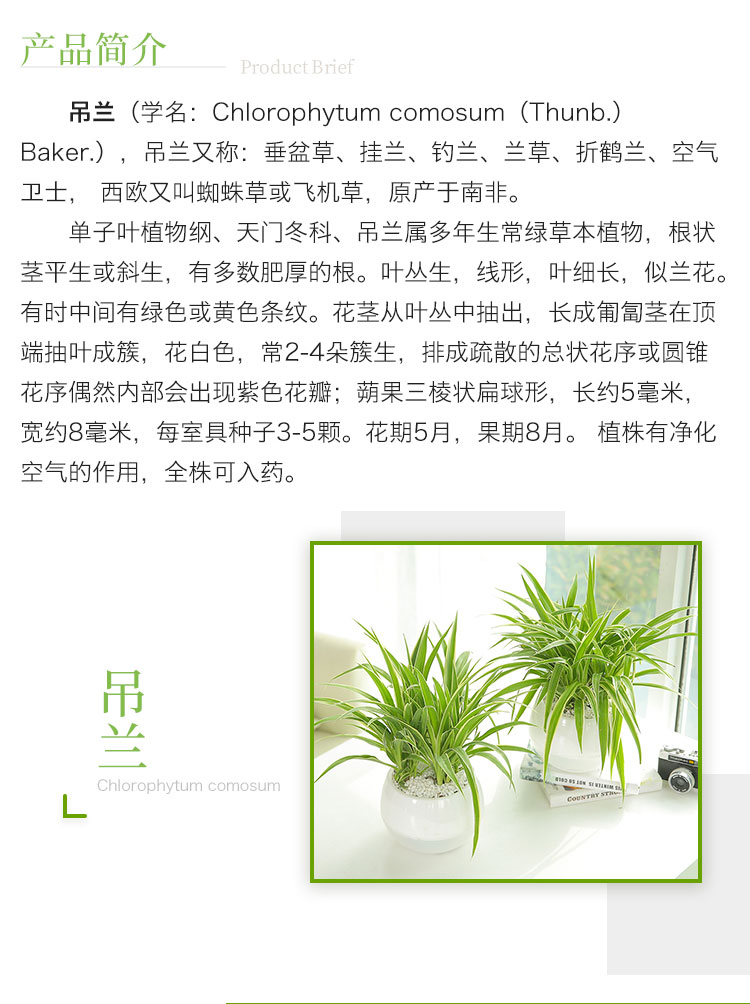 产品简介
Product Brief
吊兰（学名：Chlorophytum comosum（Thunb.）
Baker.），吊兰又称：垂盆草、挂兰、钓兰、兰草、折鹤兰、空气
卫士， 西欧又叫蜘蛛草或飞机草，原产于南非。
单子叶植物纲、天门冬科、吊兰属多年生常绿草本植物，根状
茎平生或斜生，有多数肥厚的根。叶丛生，线形，叶细长，似兰花。
有时中间有绿色或黄色条纹。花茎从叶丛中抽出，长成匍匐茎在顶
端抽叶成簇，花白色，常2-4朵簇生，排成疏散的总状花序或圆锥
花序偶然内部会出现紫色花瓣；蒴果三棱状扁球形，长约5毫米，
宽约8毫米，每室具种子3-5颗。花期5月，果期8月。 植株有净化
空气的作用，全株可入药。
吊
兰
Chlorophytum comosum
WINTER IS NOT SO COLD
COUNTRY